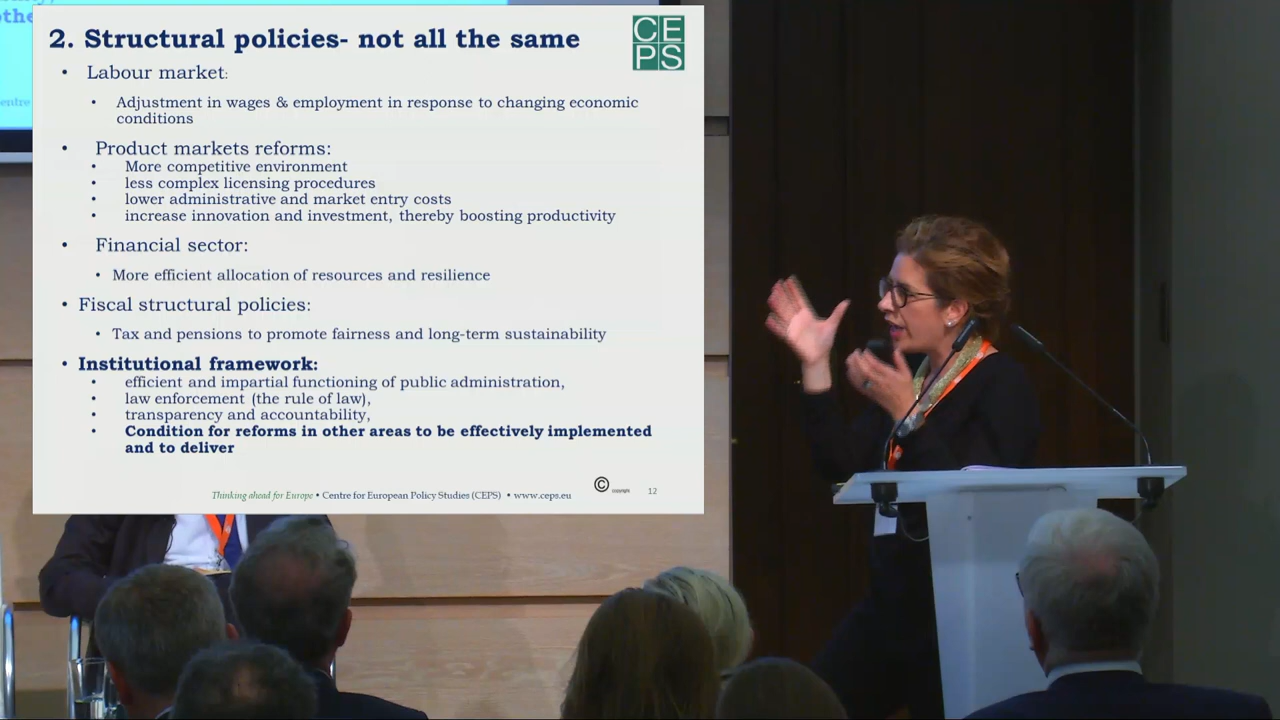 othe
entre
2. Structural policies- not all the same
CE
PS
• Labour market:
• Adjustment in wages & employment in response to changing economic
conditions
• Product markets reforms:
• More competitive environment
• less complex licensing procedures
• lower administrative and market entry costs
• increase innovation and investment, thereby boosting productivity
• Financial sector:
• More efficient allocation of resources and resilience
• Fiscal structural policies:
• Tax and pensions to promote fairness and long-term sustainability
• Institutional framework:
• efficient and impartial functioning of public administration,
• law enforcement (the rule of law),
• transparency and accountability,
• Condition for reforms in other areas to be effectively implemented
and to deliver
Thinking ahead for Europe • Centre for European Policy Studies (CEPS) • www.ceps.eu © 12